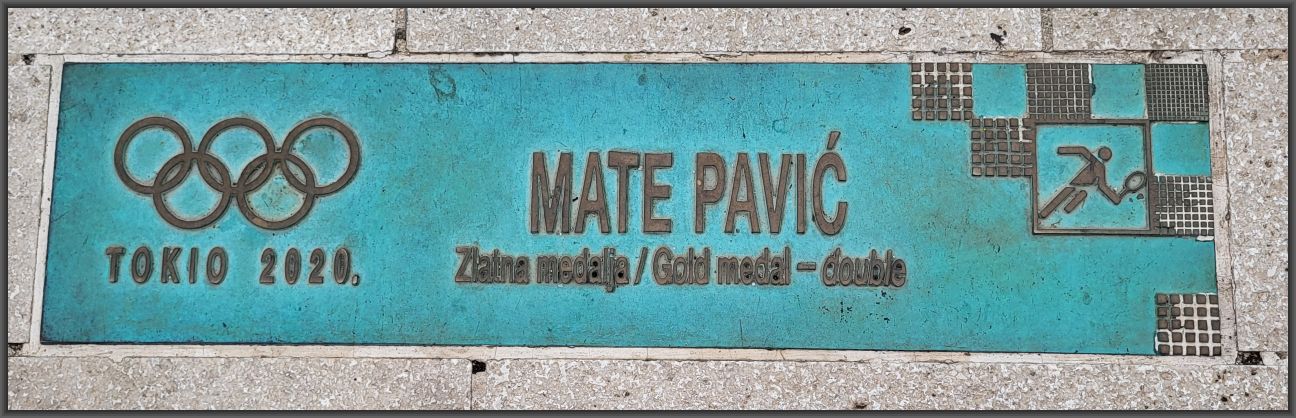 TOKIO 2020.
MATE PAVIĆ
Zlatna medalja / Gold medal – double